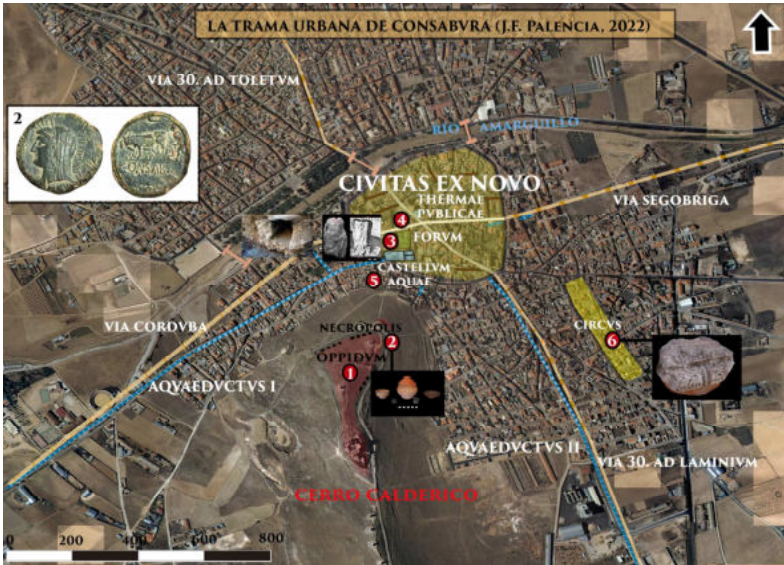 LA TRAMA URBANA DE CONSABVRA (J.F. PALENCIA, 2022)
VIA 30. AD TOLETVM
2
RIO AMARGUILLO
CIVITAS EX NOVO
THERMAE
PVBLICAE
4
VIA SEGOBRIGA
3
FORVM
CASTELLVM
AQUAE
5
VIA CORDVBA
NECROPOLIS
2
CIRCVS
6
OPPIDVM
1
AQVAEDVCTVS I
AQVAEDVCTVS II
VIA 30. AD LAMINIVM
CERRO CALDERICO
0 200 400 600 800